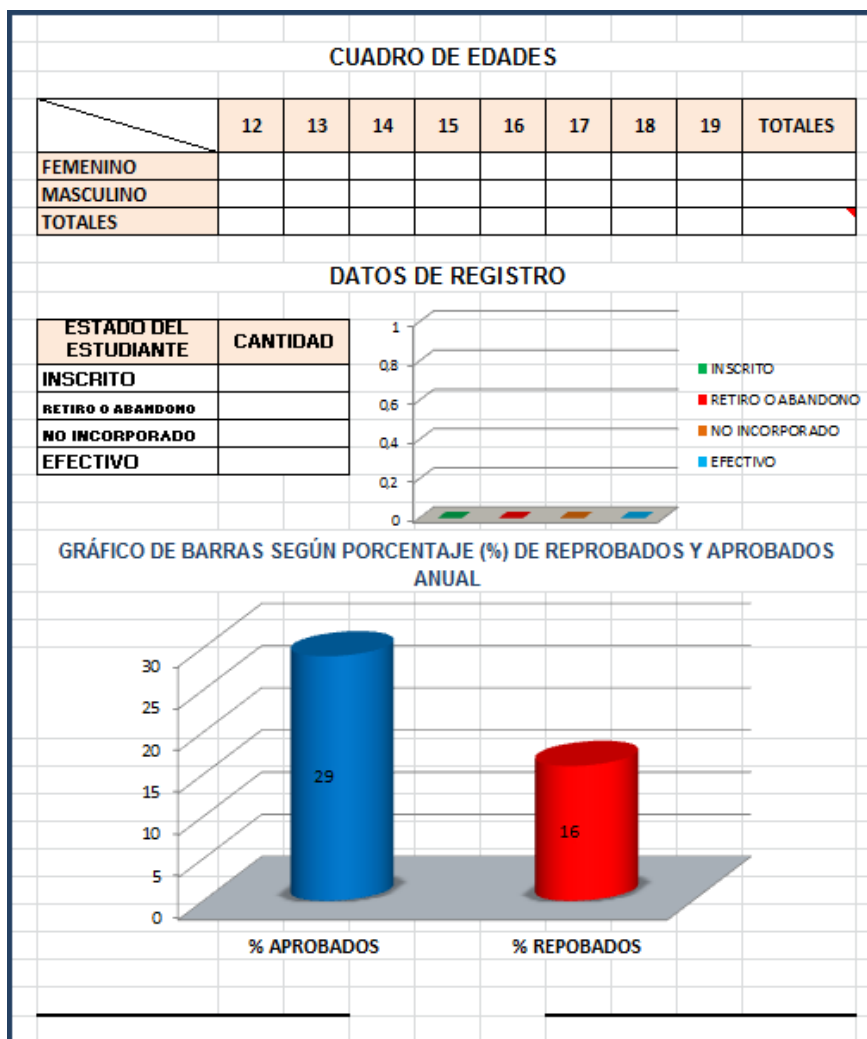 CUADRO DE EDADES
12 13 14 15 16 17 18 19 TOTALES
FEMENINO
MASCULINO
TOTALES
DATOS DE REGISTRO
ESTADO DEL
ESTUDIANTE
CANTIDAD
INSCRITO
RETIRO O ABANDONO
NO INCORPORADO
EFECTIVO
1
0,8
0,6
0,4
0,2
0
INSCRITO
RETIRO O ABANDONO
NO INCORPORADO
EFECTIVO
GRÁFICO DE BARRAS SEGÚN PORCENTAJE (%) DE REPROBADOS Y APROBADOS
ANUAL
30
25
20
15
10
5
0
29
16
% APROBADOS
% REPOBADOS